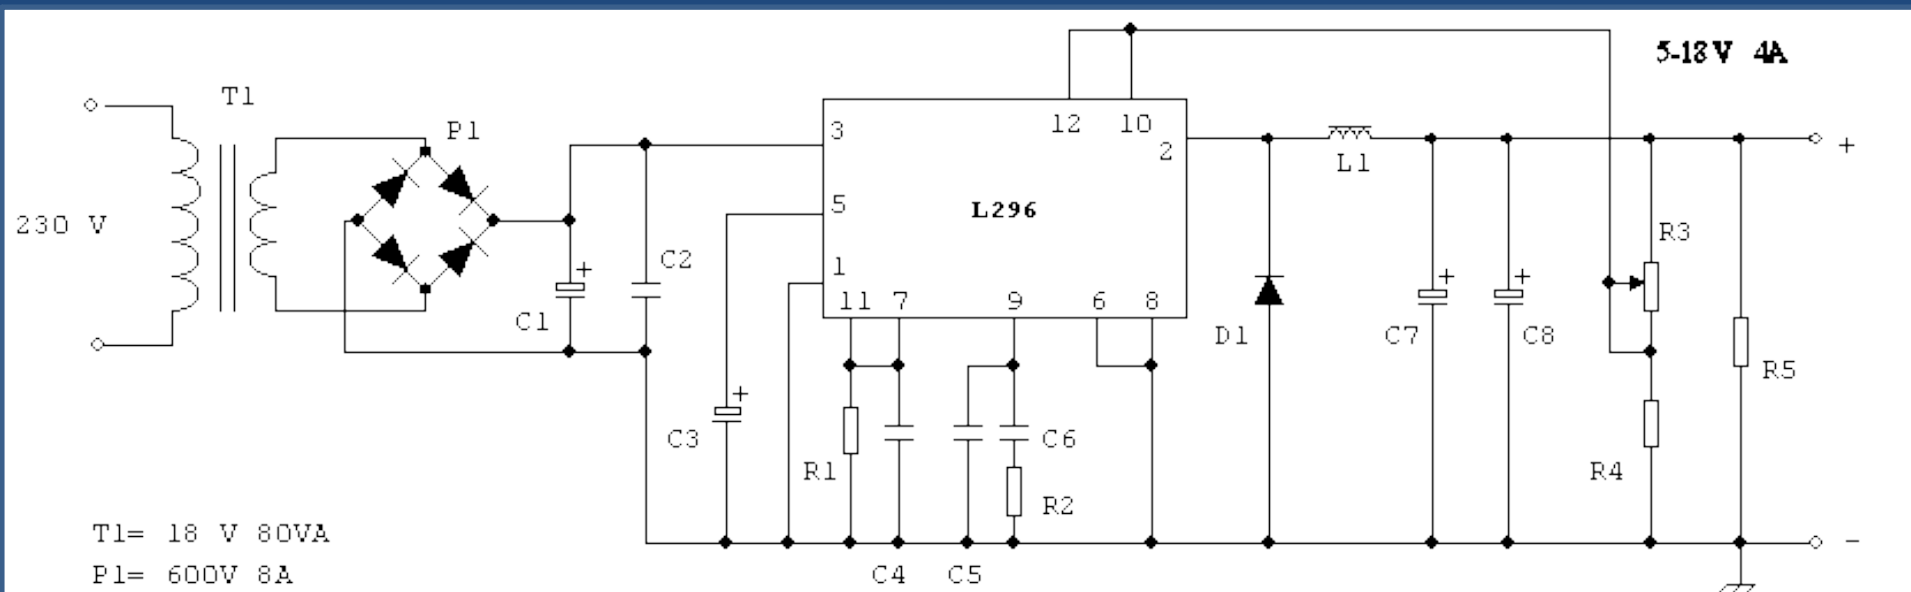 5-18V 4A
T1
P1
12 10
3
2
+
L1
230 V
5
L296
R3
C2
+
1
+
+
11 7 9 6 8
C1
D1
C7
C8
R5
+
C3
C6
R1
R4
R2
T1= 18 V 80VA
-
P1= 600V 8A
C4 C5